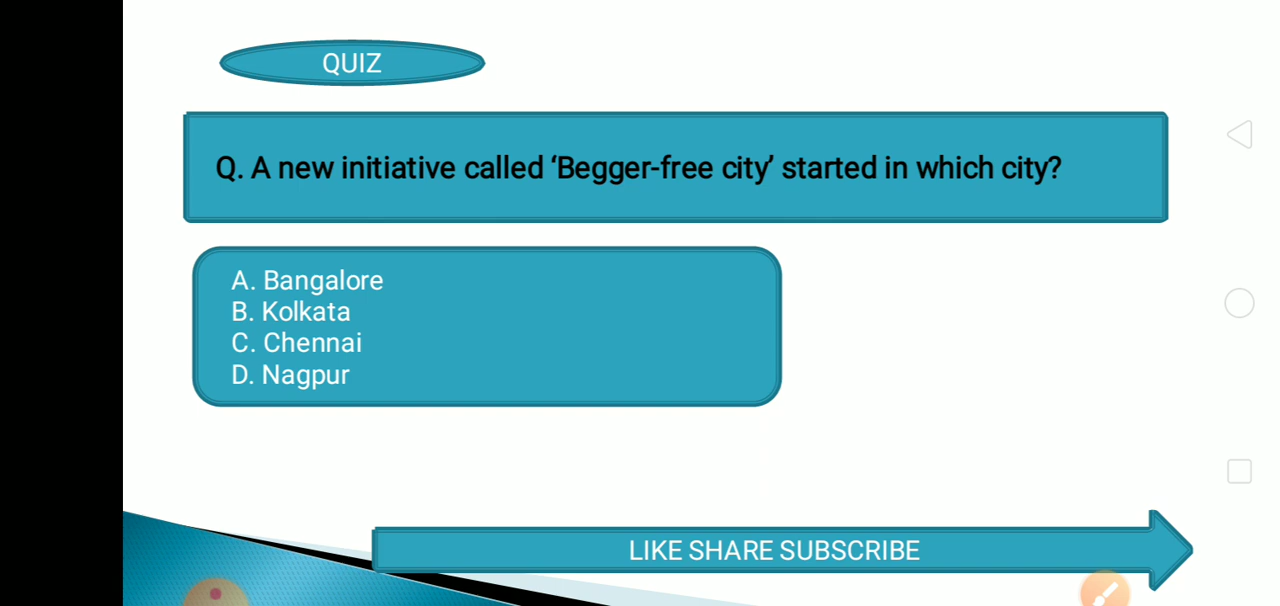 QUIZ
Q. A new initiative called ‘Begger-free city’ started in which city?
A. Bangalore
B. Kolkata
C. Chennai
D. Nagpur
LIKE SHARE SUBSCRIBE